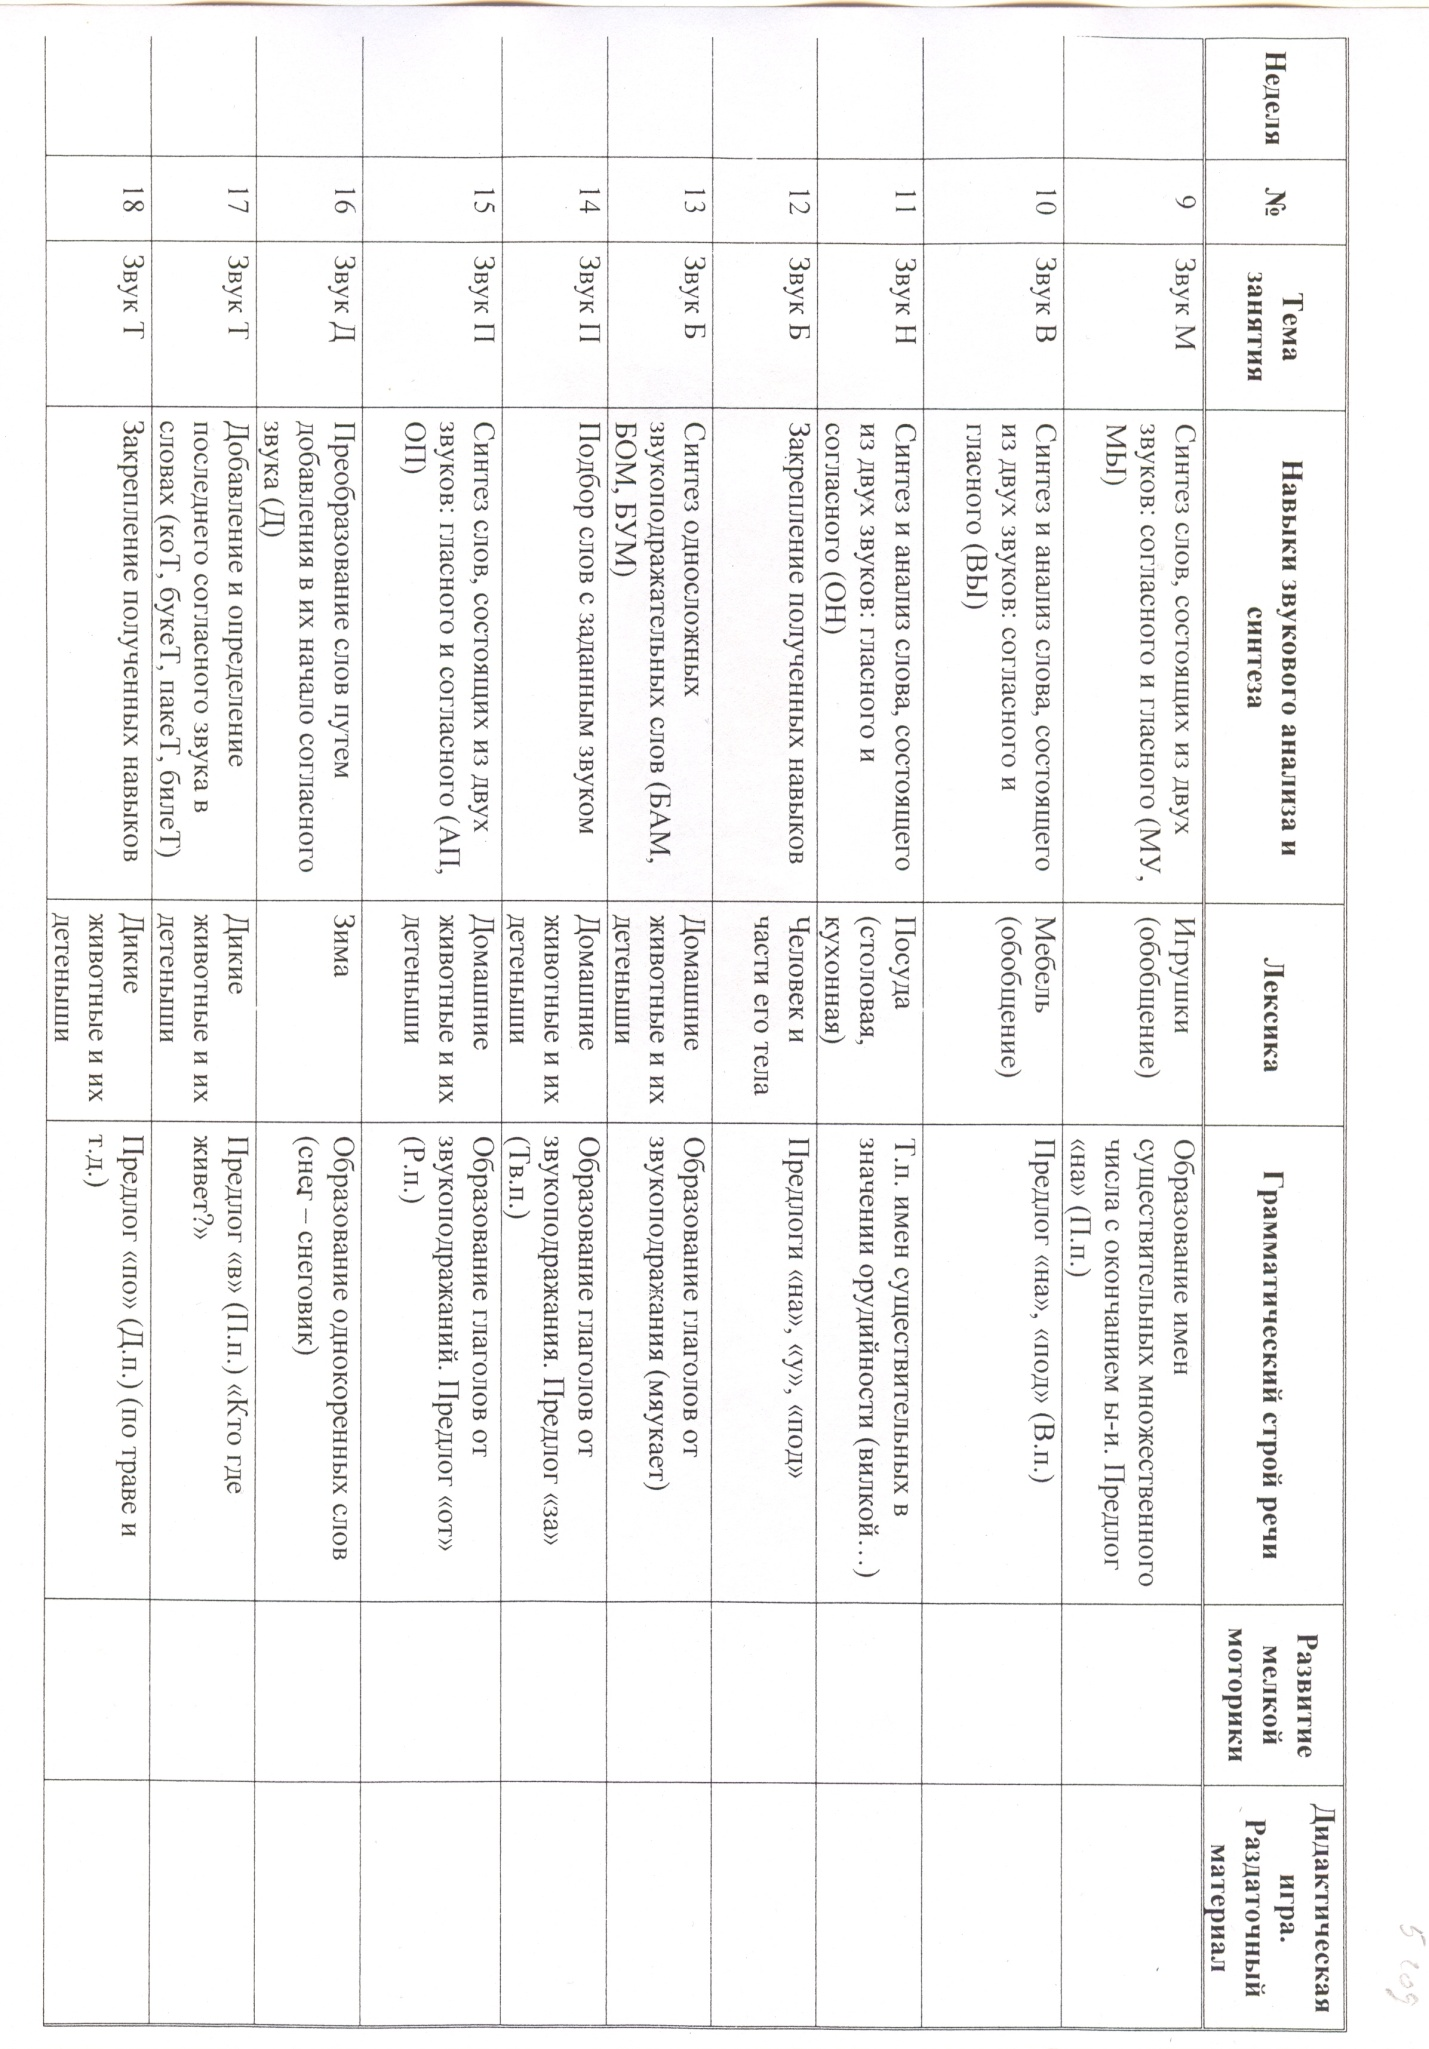 5 год
Неделя
№
Тема
занятия
Навыки звукового анализа и
синтеза
Лексика
Грамматический строй речи
Развитие
мелкой
моторики
Дидактическая
игра.
Раздаточный
материал
9
Звук М
Синтез слов, состоящих из двух
звуков: согласного и гласного (МУ,
МЫ)
Игрушки
(обобщение)
Образование имен
существительных множественного
числа с окончанием ы-и. Предлог
«на» (П.п.)
10
Звук В
Синтез и анализ слова, состоящего
из двух звуков: согласного и
гласного (ВЫ)
Мебель
(обобщение)
Предлог «на», «под» (В.п.)
11
Звук Н
Синтез и анализ слова, состоящего
из двух звуков: гласного и
согласного (ОН)
Посуда
(столовая,
кухонная)
Т.п. имен существительных в
значении орудийности (вилкой…)
12
Звук Б
Закрепление полученных навыков
Человек и
части его тела
Предлоги «на», «у», «под»
13
Звук Б
Синтез односложных
звукоподражательных слов (БАМ,
БОМ, БУМ)
Домашние
животные и их
детеныши
Образование глаголов от
звукоподражания (мяукает)
14
Звук П
Подбор слов с заданным звуком
Домашние
животные и их
детеныши
Образование глаголов от
звукоподражания. Предлог «за»
(Тв.п.)
15
Звук П
Синтез слов, состоящих из двух
звуков: гласного и согласного (АП,
ОП)
Домашние
животные и их
детеныши
Образование глаголов от
звукоподражаний. Предлог «от»
(Р.п.)
16
Звук Д
Преобразование слов путем
добавления в их начало согласного
звука (Д)
Зима
Образование однокоренных слов
(снег – снеговик)
17
Звук Т
Добавление и определение
последнего согласного звука в
словах (коТ, букеТ, пакеТ, билеТ)
Дикие
животные и их
детеныши
Предлог «в» (П.п.) «Кто где
живет?»
18
Звук Т
Закрепление полученных навыков
Дикие
животные и их
детеныши
Предлог «по» (Д.п.) (по траве и
т.д.)